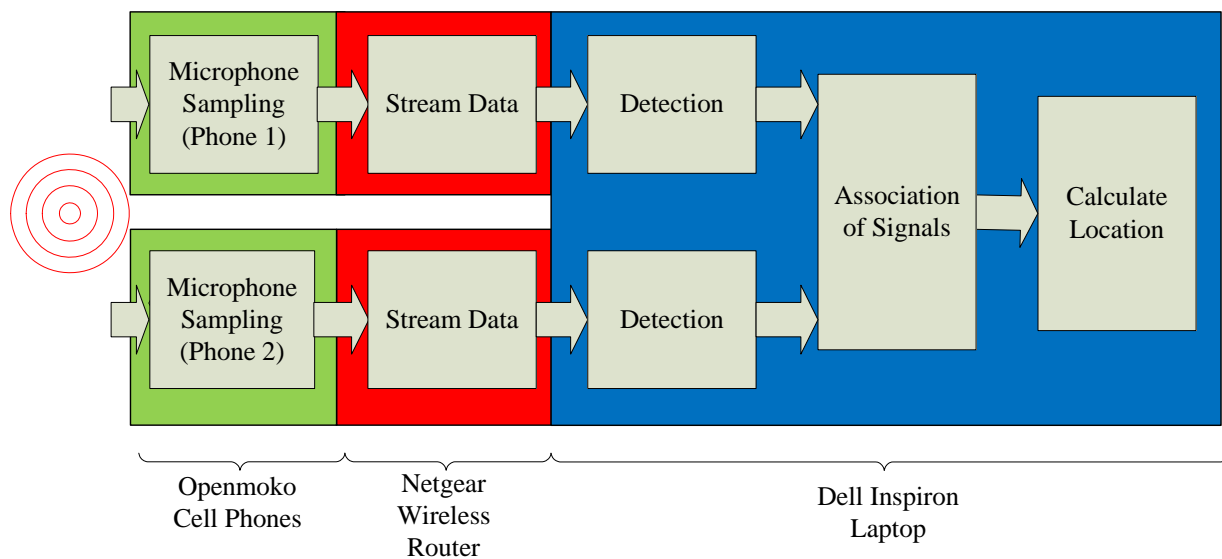 Microphone
Sampling
(Phone 1)
Stream Data
Detection
Association
of Signals
Calculate
Location
Microphone
Sampling
(Phone 2)
Stream Data
Detection
Openmoko
Cell Phones
Netgear
Wireless
Router
Dell Inspiron
Laptop